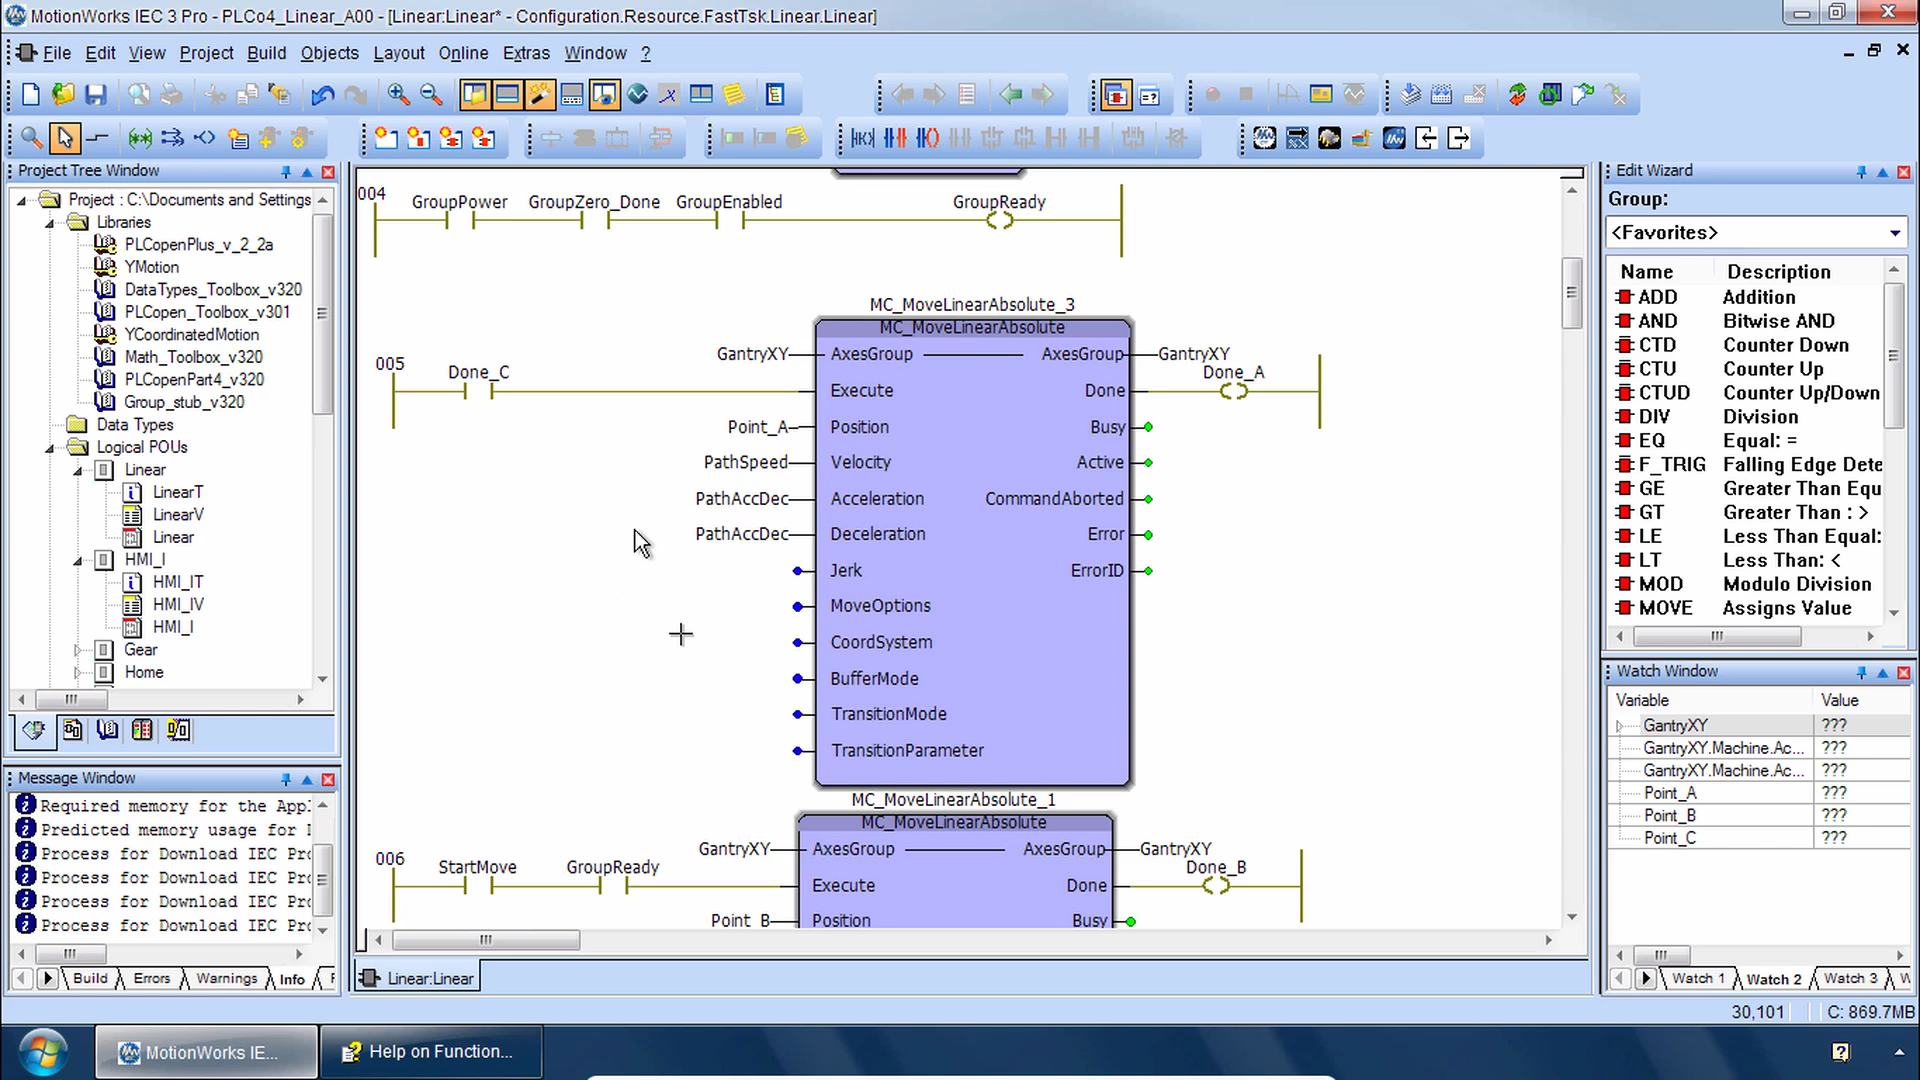 MotionWorks IEC 3 Pro - PLCo4_Linear_A00 - [Linear:Linear* - Configuration.Resource.FastTsk.Linear.Linear]
File Edit View Project Build Objects Layout Online Extras Window ?
Project Tree Window
Project : C:\Documents and Settings
Libraries
PLCopenPlus_v_2_2a
YMotion
DataTypes_Toolbox_v320
PLCopen_Toolbox_v301
YCoordinatedMotion
Math_Toolbox_v320
PLCopenPart4_v320
Group_stub_v320
Data Types
Logical POUs
Linear
LinearT
LinearV
Linear
HMI_I
HMI_IT
HMI_IV
HMI_I
Gear
Home
Message Window
Required memory for the App
Predicted memory usage for I
Process for Download IEC Pro
Process for Download IEC Pro
Process for Download IEC Pro
Process for Download IEC Pro
Build Errors Warnings Info
004
GroupPower GroupZero_Done GroupEnabled GroupReady
MC_MoveLinearAbsolute_3
MC_MoveLinearAbsolute
GantryXY AxesGroup AxesGroup GantryXY
005 Done_C Done_A
Execute Done
Point_A Position Busy
PathSpeed Velocity Active
PathAccDec Acceleration CommandAborted
PathAccDec Deceleration Error
Jerk ErrorID
MoveOptions
CoordSystem
BufferMode
TransitionMode
TransitionParameter
MC_MoveLinearAbsolute_1
MC_MoveLinearAbsolute
GantryXY AxesGroup AxesGroup GantryXY
006 StartMove GroupReady Done_B
Execute Done
Point_B Position Busy
Linear:Linear
Edit Wizard
Group:
<Favorites>
Name Description
ADD Addition
AND Bitwise AND
CTD Counter Down
CTU Counter Up
CTUD Counter Up/Down
DIV Division
EQ Equal: =
F_TRIG Falling Edge Dete
GE Greater Than Equ
GT Greater Than : >
LE Less Than Equal:
LT Less Than: <
MOD Modulo Division
MOVE Assigns Value
Watch Window
Variable Value
GantryXY ???
GantryXY.Machine.Ac... ???
GantryXY.Machine.Ac... ???
Point_A ???
Point_B ???
Point_C ???
Watch 1 Watch 2 Watch 3
30,101 C: 869.7MB
MotionWorks IE... Help on Function...